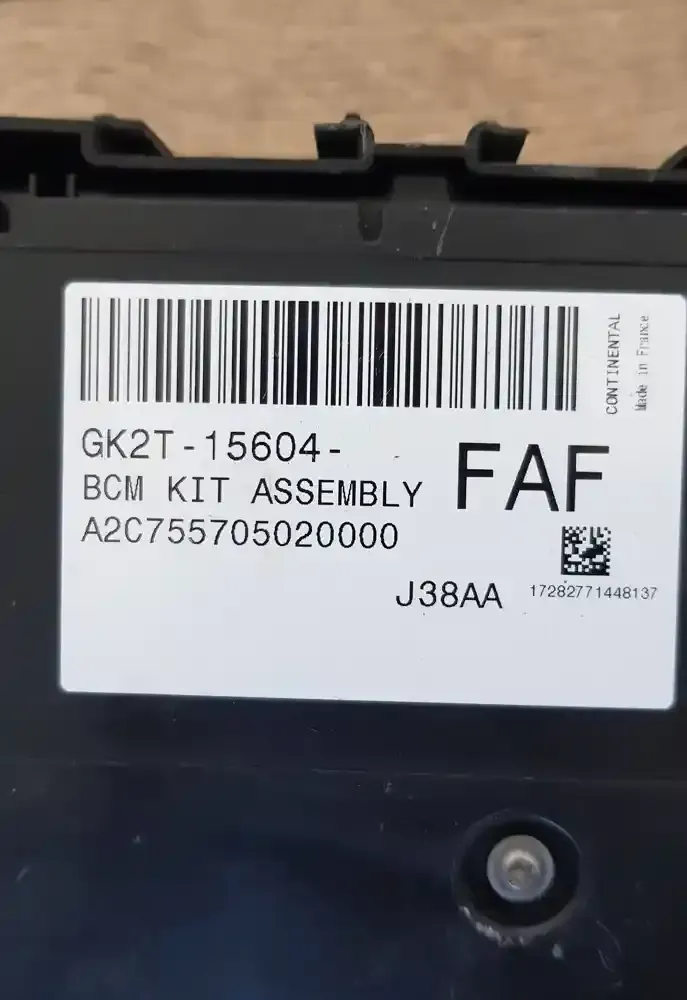 GK2T-15604-
FAF
BCM KIT ASSEMBLY
A2C755705020000
J38AA
17282771448137
CONTINENTAL
Made in France